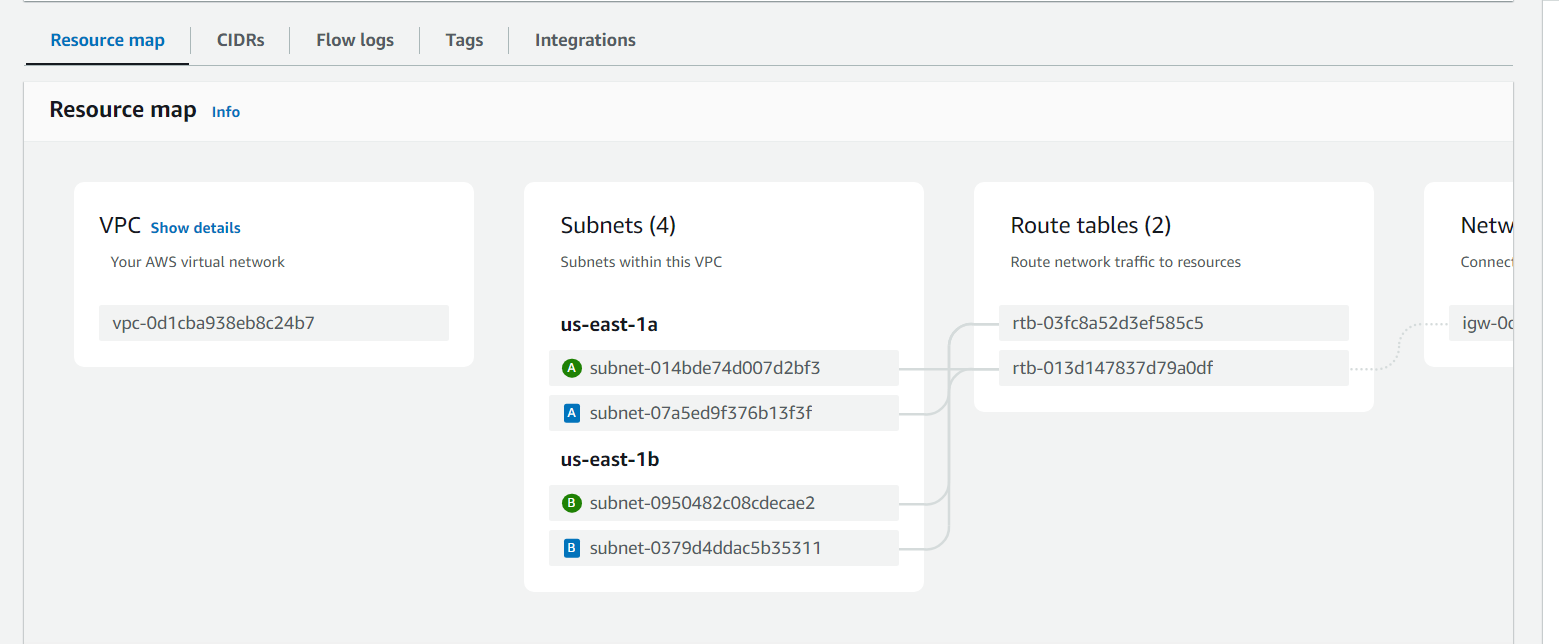 Resource map CIDRs Flow logs Tags Integrations
Resource map Info
VPC Show details
Your AWS virtual network
vpc-0d1cba938eb8c24b7
Subnets (4)
Subnets within this VPC
us-east-1a
A subnet-014bde74d007d2bf3
A subnet-07a5ed9f376b13f3f
us-east-1b
B subnet-0950482c08cdecae2
B subnet-0379d4ddac5b35311
Route tables (2)
Route network traffic to resources
rtb-03fc8a52d3ef585c5
rtb-013d147837d79a0df
Netw
Connect
igw-0